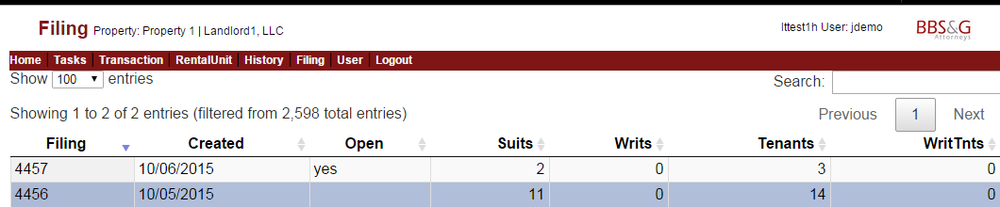 Filing Property: Property 1 | Landlord1, LLC lttest1h User: jdemo BBS&G
Attorneys
Home Tasks Transaction RentalUnit History Filing User Logout
Show 100 entries Search:
Showing 1 to 2 of 2 entries (filtered from 2,598 total entries) Previous 1 Next
Filing Created Open Suits Writs Tenants WritTnts
4457 10/06/2015 yes 2 0 3 0
4456 10/05/2015 11 0 14 0